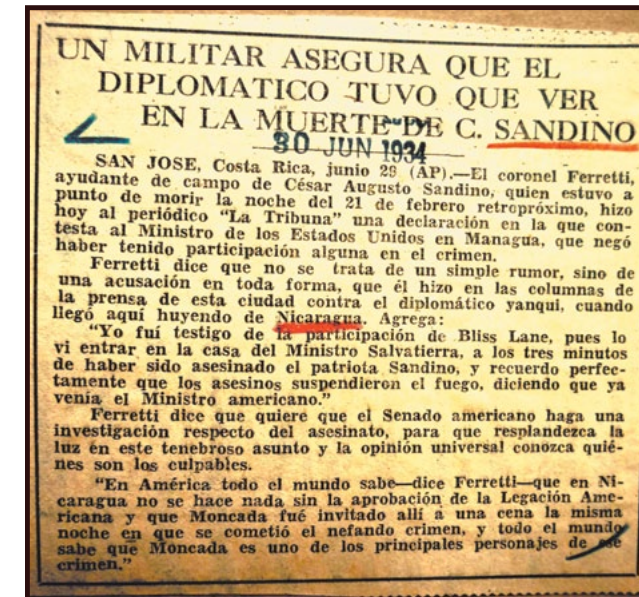 UN MILITAR ASEGURA QUE EL
DIPLOMATICO TUVO QUE VER
EN LA MUERTE DE C. SANDINO
30 JUN 1934
SAN JOSE, Costa Rica, junio 29 (AP).—El coronel Ferretti,
ayudante de campo de César Augusto Sandino, quien estuvo a
punto de morir la noche del 21 de febrero retropróximo, hizo
hoy al periódico "La Tribuna" una declaración en la que con-
testa al Ministro de los Estados Unidos en Managua, que negó
haber tenido participación alguna en el crimen.
Ferretti dice que no se trata de un simple rumor, sino de
una acusación en toda forma, que él hizo en las columnas de
la prensa de esta ciudad contra el diplomático yanqui, cuando
llegó aquí huyendo de Nicaragua. Agrega:
"Yo fuí testigo de la participación de Bliss Lane, pues lo
vi entrar en la casa del Ministro Salvatierra, a los tres minutos
de haber sido asesinado el patriota Sandino, y recuerdo perfec-
tamente que los asesinos suspendieron el fuego, diciendo que ya
venía el Ministro americano."
Ferretti dice que quiere que el Senado americano haga una
investigación respecto del asesinato, para que resplandezca la
luz en este tenebroso asunto y la opinión universal conozca quié-
nes son los culpables.
"En América todo el mundo sabe—dice Ferretti—que en Ni-
caragua no se hace nada sin la aprobación de la Legación Ame-
ricana y que Moncada fué invitado allí a una cena la misma
noche en que se cometió el nefando crimen, y todo el mundo
sabe que Moncada es uno de los principales personajes de ese
crimen."